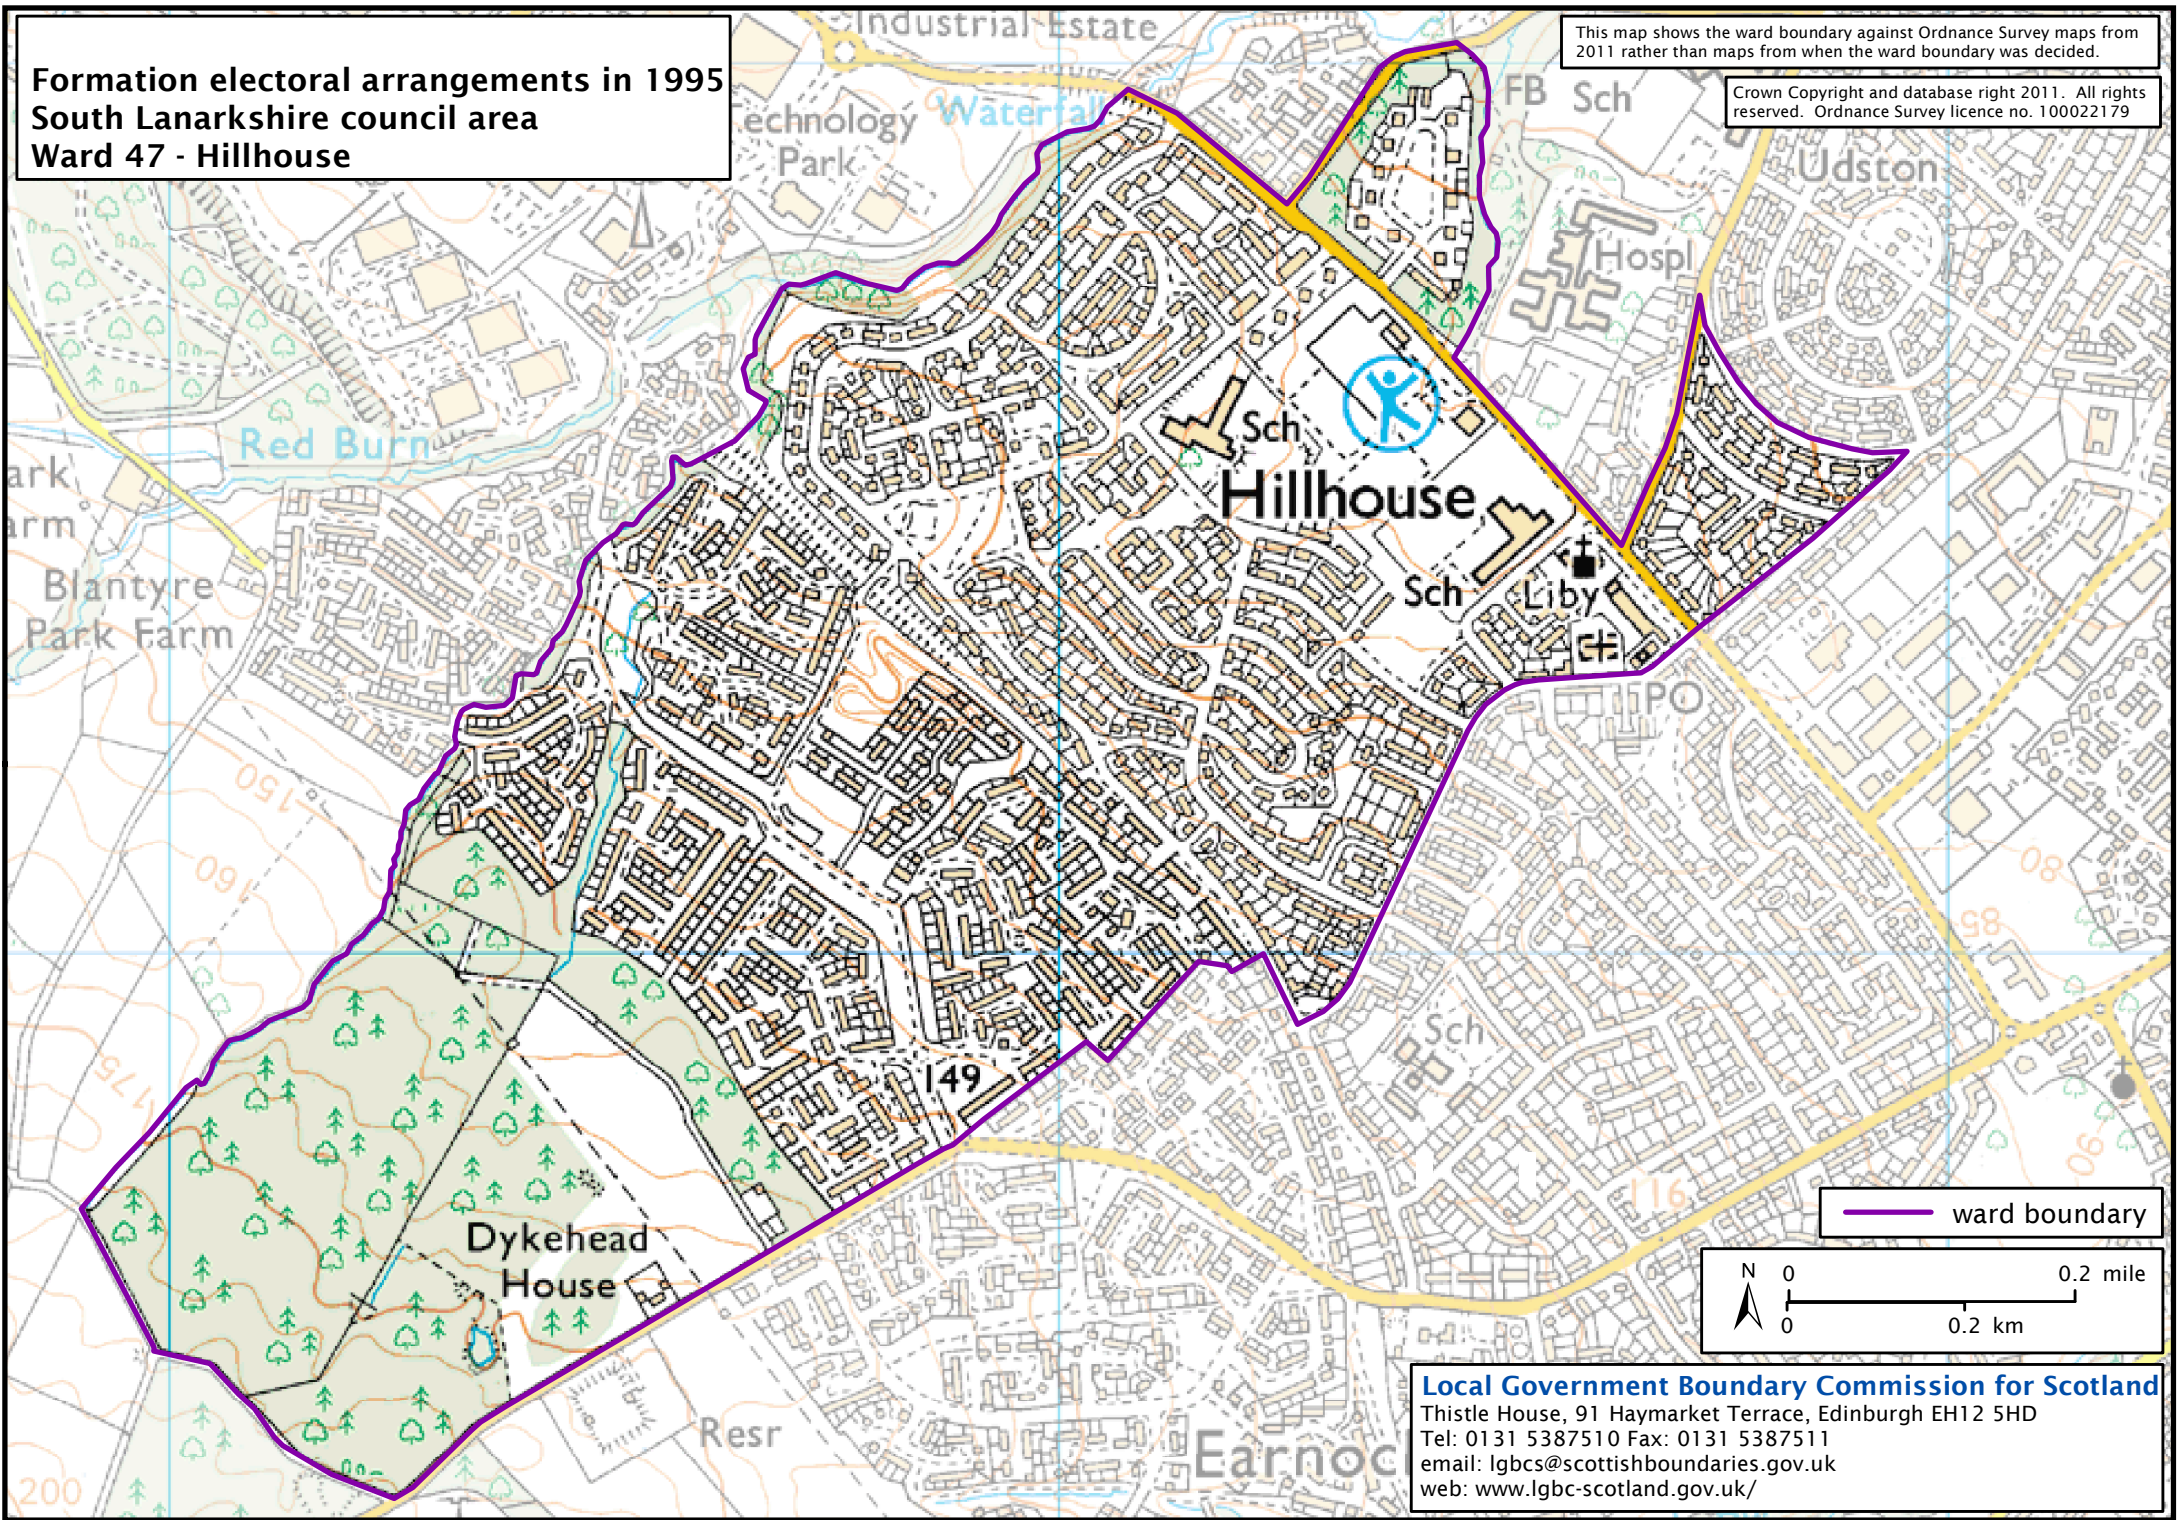 Formation electoral arrangements in 1995
South Lanarkshire council area
Ward 47 - Hillhouse
This map shows the ward boundary against Ordnance Survey maps from
2011 rather than maps from when the ward boundary was decided.
Crown Copyright and database right 2011. All rights
reserved. Ordnance Survey licence no. 100022179
Industrial Estate
Technology
Park
Waterfall
FB
Sch
Udston
Hospl
Red Burn
ark
arm
Blantyre
Park Farm
Sch
Hillhouse
Sch
Liby
PO
150
160
175
200
80
85
90
Sch
149
116
Dykehead
House
Resr
Earnoc
ward boundary
N
0
0.2 mile
0
0.2 km
Local Government Boundary Commission for Scotland
Thistle House, 91 Haymarket Terrace, Edinburgh EH12 5HD
Tel: 0131 5387510 Fax: 0131 5387511
email: lgbcs@scottishboundaries.gov.uk
web: www.lgbc-scotland.gov.uk/